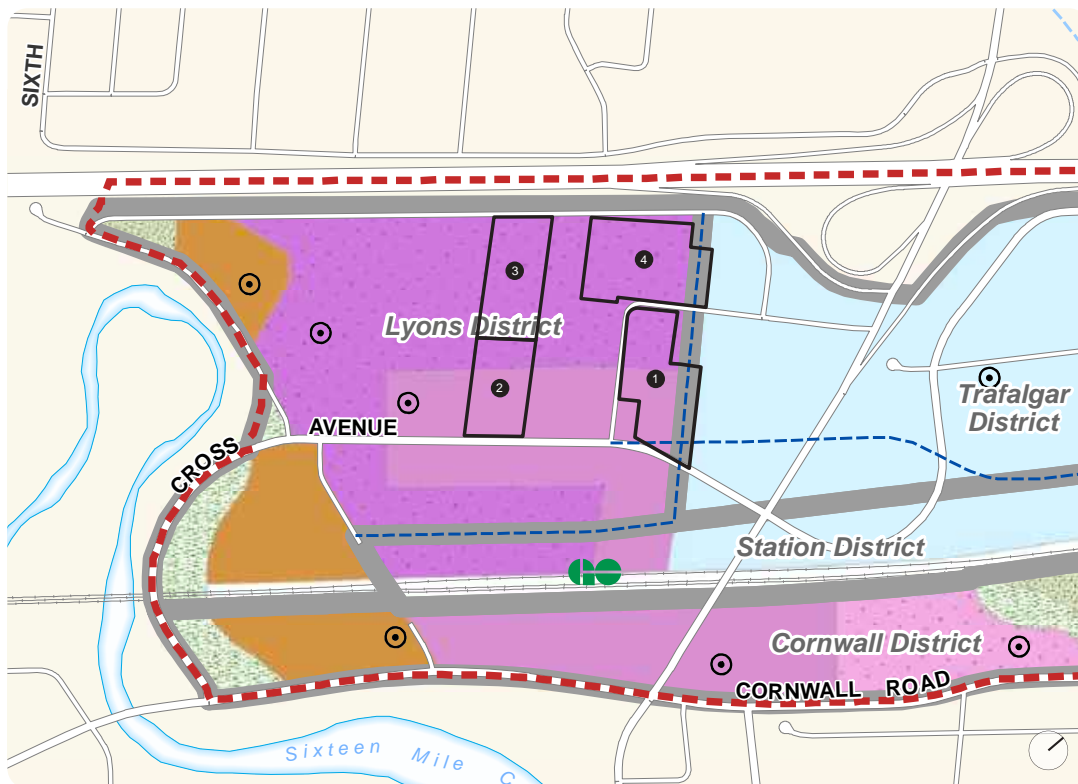 SIXTH
3
4
Lyons District
1
2
Trafalgar
District
AVENUE
CROSS
Station District
GO
Cornwall District
CORNWALL ROAD
Sixteen Mile C